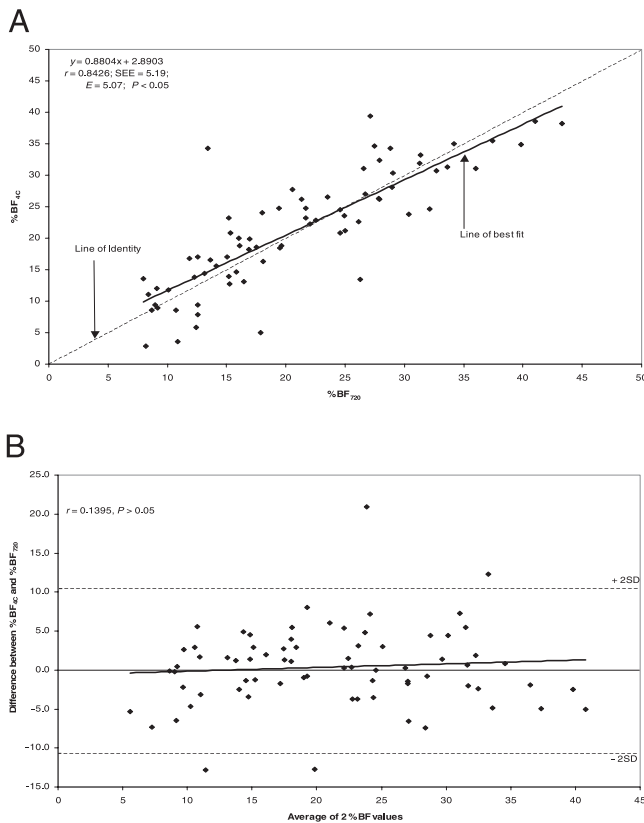 A
y = 0.8804x + 2.8903
r = 0.8426; SEE = 5.19;
E = 5.07; P < 0.05
50
45
40
35
30
25
20
15
10
5
0
%BF4C
Line of Identity
Line of best fit
0 5 10 15 20 25 30 35 40 45 50
%BF720
B
r = 0.1395, P > 0.05
25.0
20.0
15.0
10.0
5.0
0.0
-5.0
-10.0
-15.0
Difference between %BF4C and %BF720
+ 2SD
- 2SD
0 5 10 15 20 25 30 35 40 45
Average of 2 %BF values